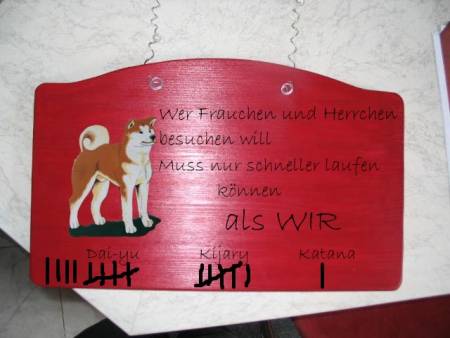 Wer Frauchen und Herrchen
besuchen will
Muss nur schneller laufen
können
als WIR
Dai-yu Kijary Katana